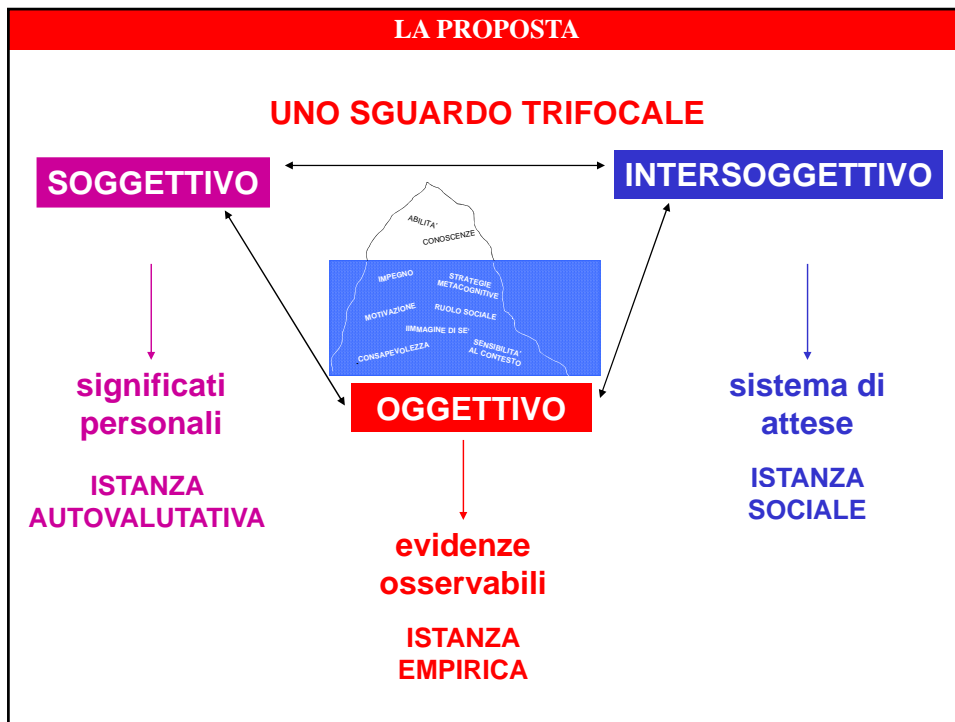 LA PROPOSTA
UNO SGUARDO TRIFOCALE
SOGGETTIVO
INTERSOGGETTIVO
ABILITA'
CONOSCENZE
IMPEGNO
STRATEGIE
METACOGNITIVE
MOTIVAZIONE
RUOLO SOCIALE
IIMMAGINE DI SE'
CONSAPEVOLEZZA
SENSIBILITA'
AL CONTESTO
OGGETTIVO
significati
personali
ISTANZA
AUTOVALUTATIVA
sistema di
attese
ISTANZA
SOCIALE
evidenze
osservabili
ISTANZA
EMPIRICA